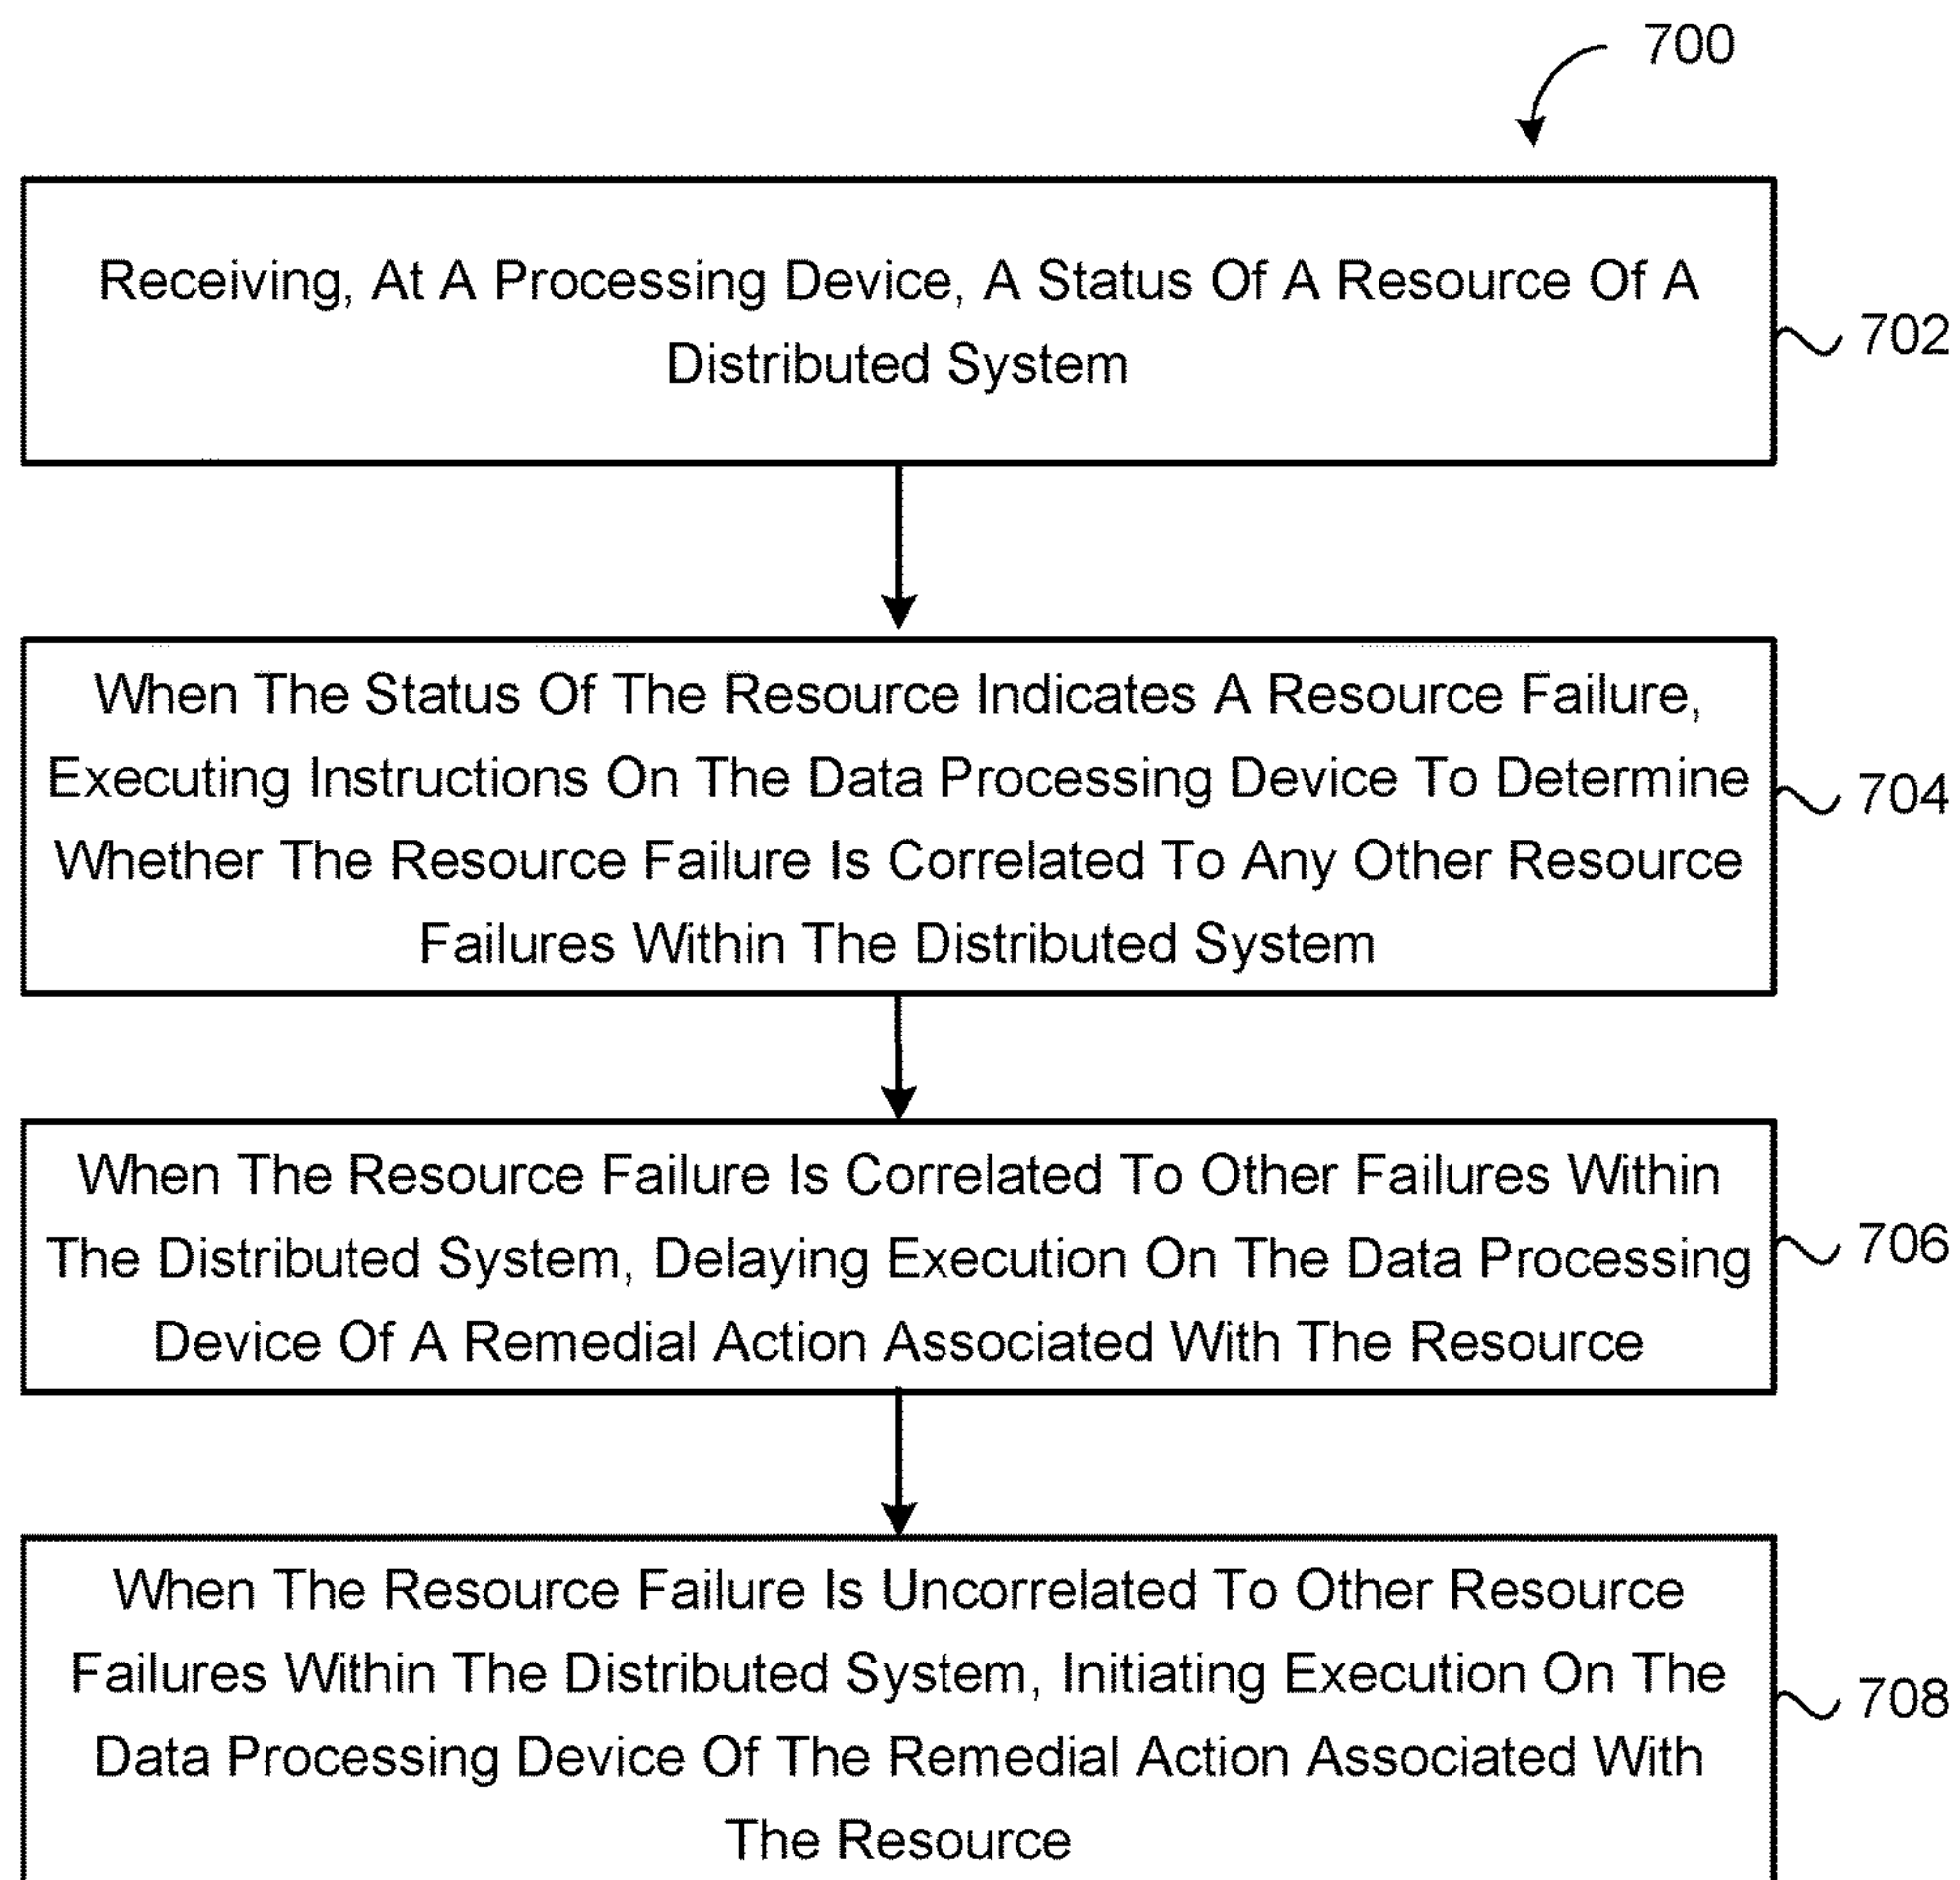 700
Receiving, At A Processing Device, A Status Of A Resource Of A
Distributed System
702
When The Status Of The Resource Indicates A Resource Failure,
Executing Instructions On The Data Processing Device To Determine
Whether The Resource Failure Is Correlated To Any Other Resource
Failures Within The Distributed System
704
When The Resource Failure Is Correlated To Other Failures Within
The Distributed System, Delaying Execution On The Data Processing
Device Of A Remedial Action Associated With The Resource
706
When The Resource Failure Is Uncorrelated To Other Resource
Failures Within The Distributed System, Initiating Execution On The
Data Processing Device Of The Remedial Action Associated With
The Resource
708